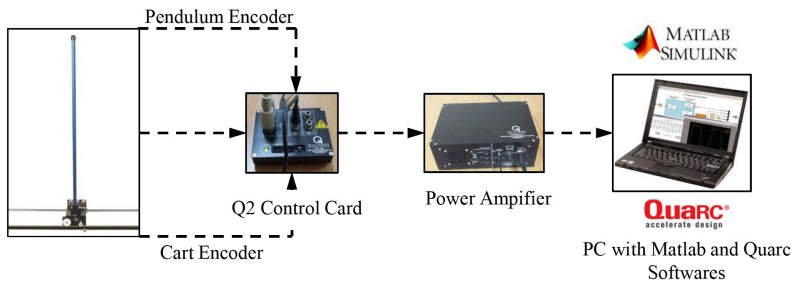 Pendulum Encoder
Cart Encoder
Q2 Control Card
Power Ampifier
MATLAB
SIMULINK
QUARC®
accelerate design
PC with Matlab and Quarc
Softwares